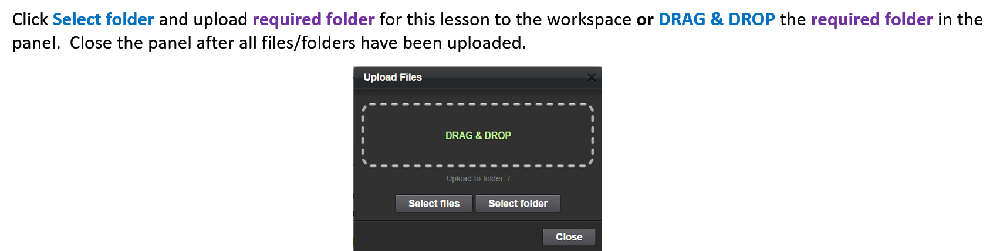 Click Select folder and upload required folder for this lesson to the workspace or DRAG & DROP the required folder in the
panel.  Close the panel after all files/folders have been uploaded.
Upload Files
DRAG & DROP
Upload to folder: /
Select files Select folder
Close